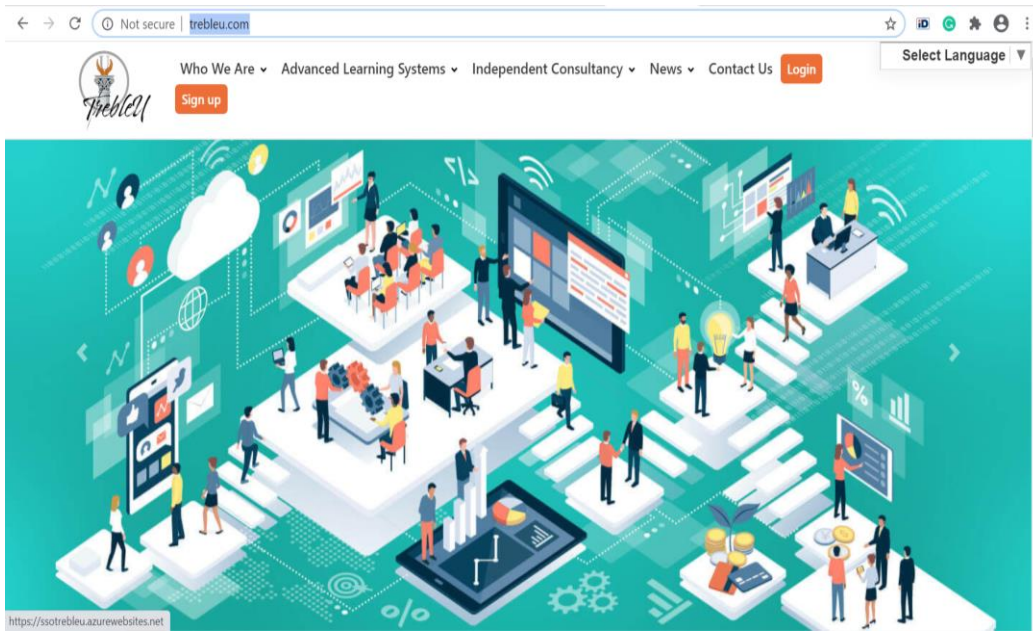 Not secure | trebleu.com
iD
G
Select Language ▼
Who We Are Advanced Learning Systems Independent Consultancy News Contact Us Login
Sign up
TrebleU
</>
%
%
https://ssotrebleu.azurewebsites.net